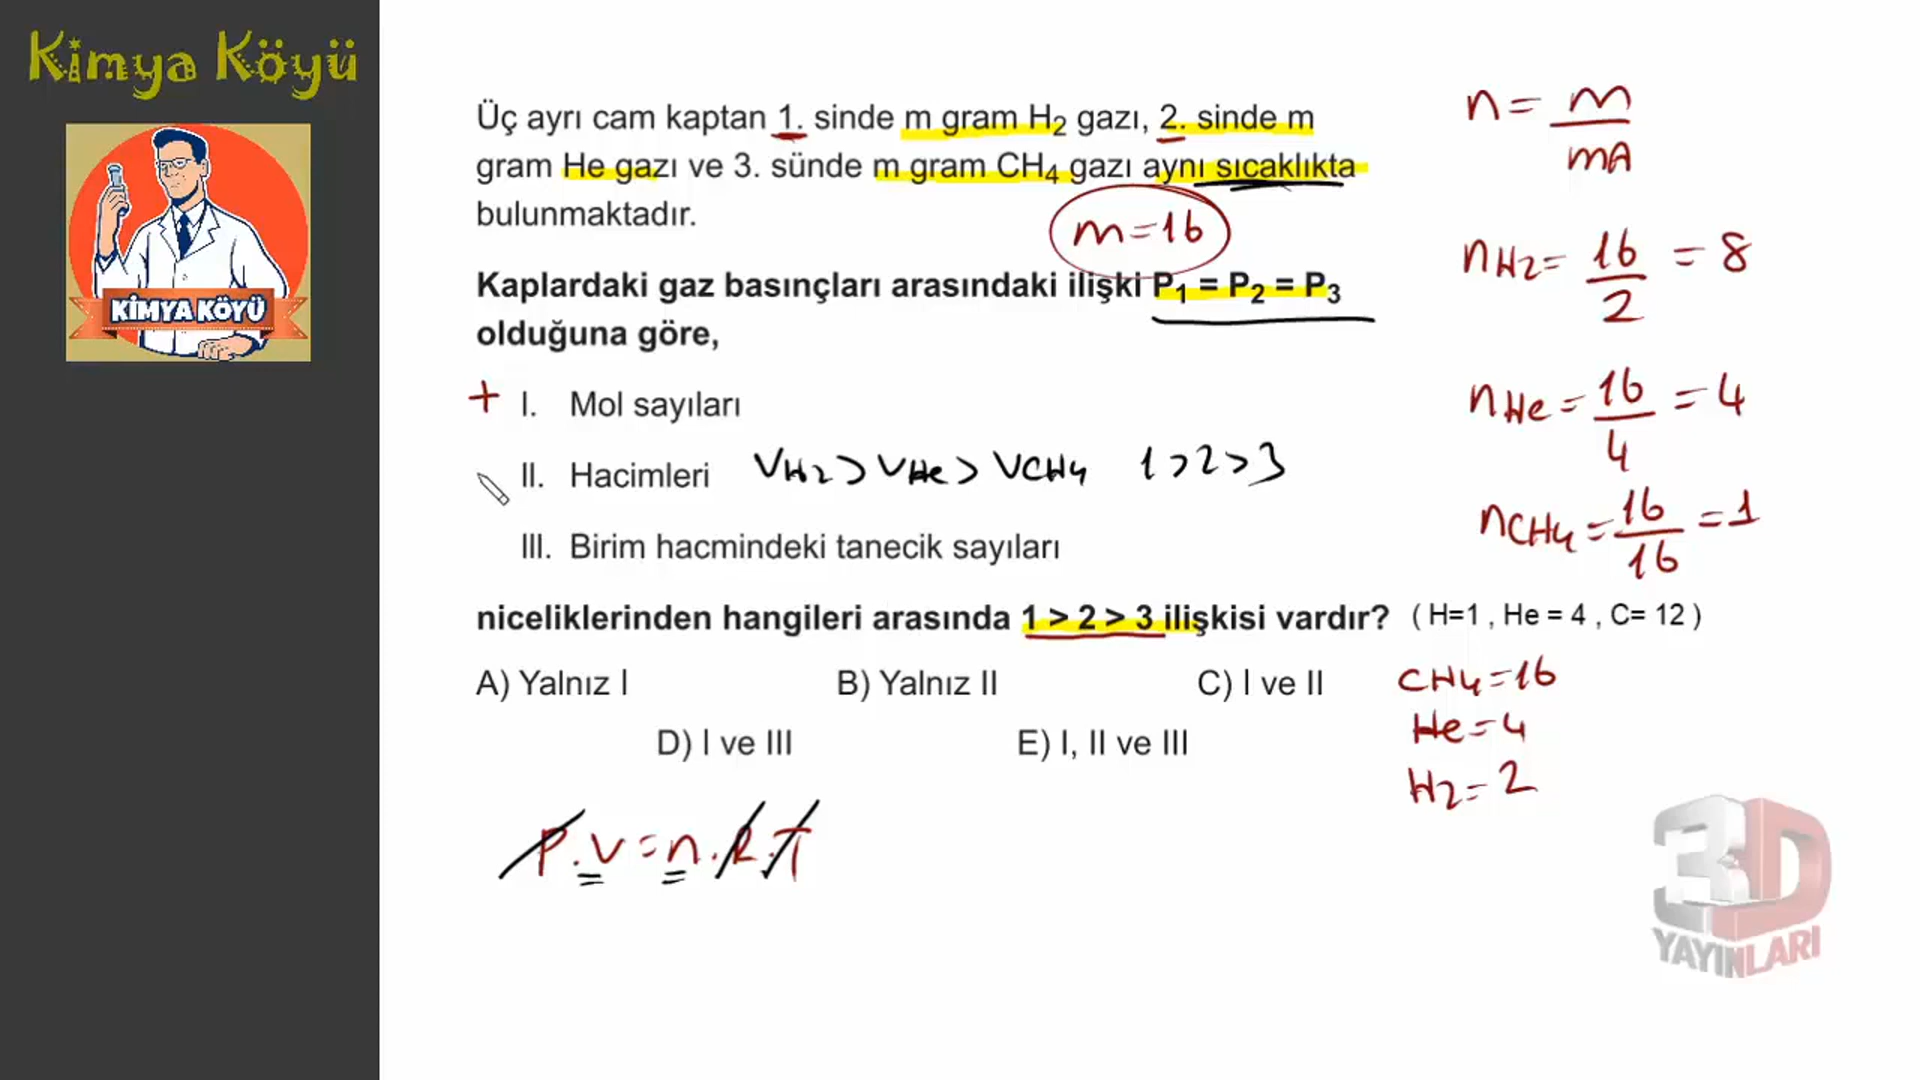 Kimya Köyü
KİMYA KÖYÜ
Üç ayrı cam kaptan 1. sinde m gram H₂ gazı, 2. sinde m
gram He gazı ve 3. sünde m gram CH₄ gazı aynı sıcaklıkta
bulunmaktadır.
m=16
Kaplardaki gaz basınçları arasındaki ilişki P₁ = P₂ = P₃
olduğuna göre,
+ I. Mol sayıları
II. Hacimleri VH₂ > VHe > VCH₄ 1 > 2 > 3
III. Birim hacmindeki tanecik sayıları
niceliklerinden hangileri arasında 1 > 2 > 3 ilişkisi vardır? ( H=1 , He = 4 , C= 12 )
A) Yalnız I B) Yalnız II C) I ve II
D) I ve III E) I, II ve III
P.V=n.R.T
n= m/mA
nH₂= 16/2 = 8
nHe= 16/4 = 4
nCH₄= 16/16 = 1
CH₄=16
He=4
H₂=2
3D
YAYINLARI